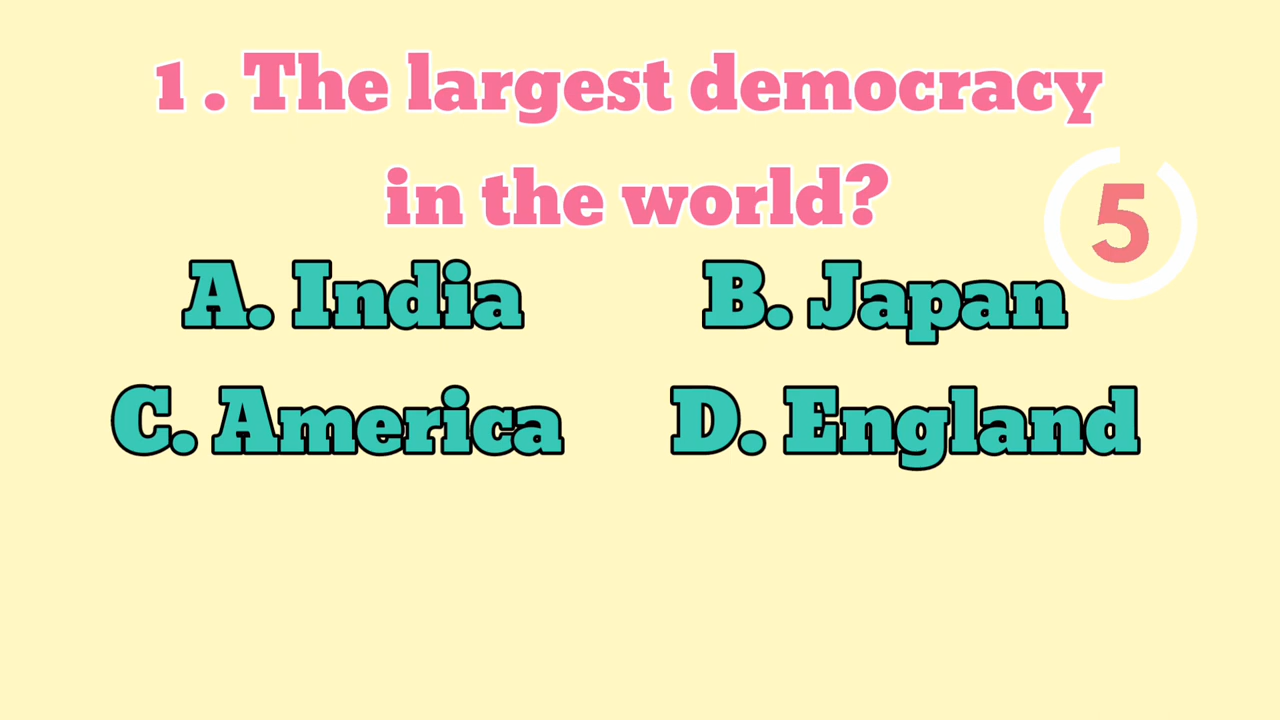 1. The largest democracy
in the world?
5
A. India
B. Japan
C. America
D. England